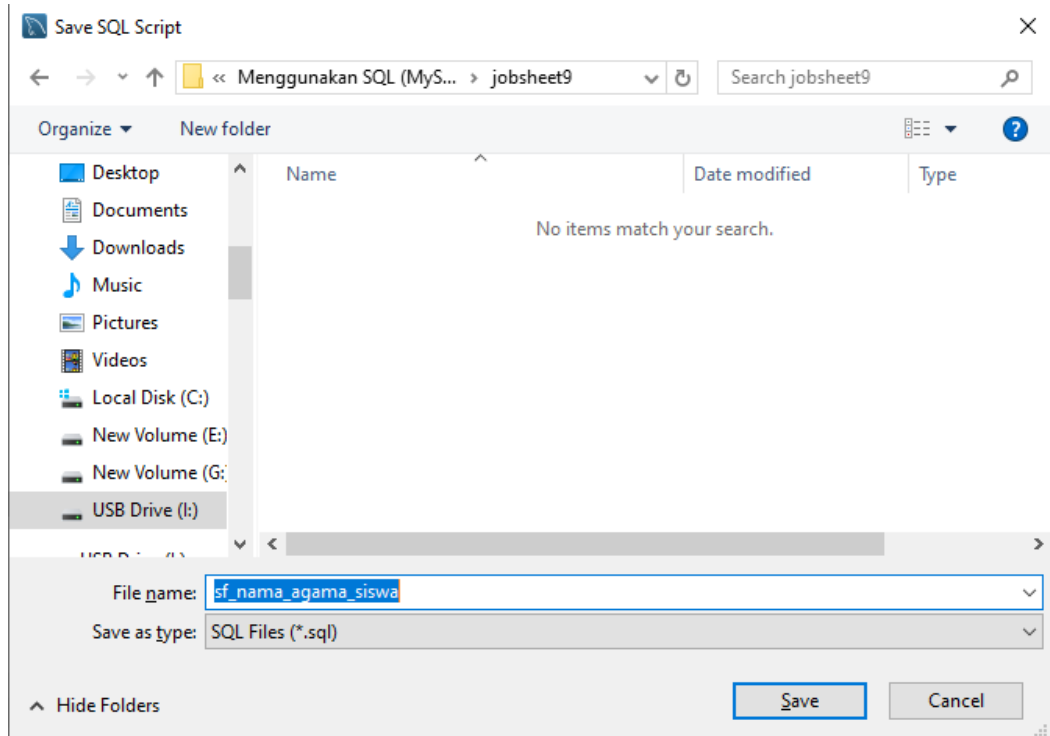 Save SQL Script
« Menggunakan SQL (MyS... > jobsheet9
Search jobsheet9
Organize
New folder
?
Name
Date modified
Type
No items match your search.
Desktop
Documents
Downloads
Music
Pictures
Videos
Local Disk (C:)
New Volume (E:)
New Volume (G:
USB Drive (I:)
File name: sf_nama_agama_siswa
Save as type: SQL Files (*.sql)
Hide Folders
Save
Cancel